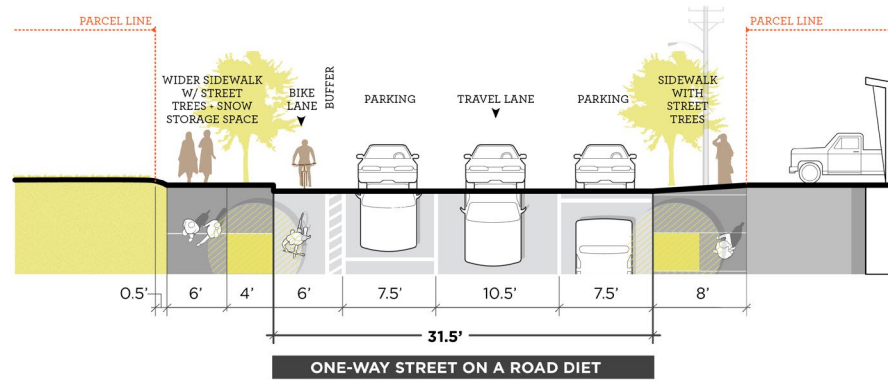 PARCEL LINE
PARCEL LINE
WIDER SIDEWALK
W/ STREET
TREES + SNOW
STORAGE SPACE
BIKE
LANE
BUFFER
PARKING
TRAVEL LANE
PARKING
SIDEWALK
WITH
STREET
TREES
0.5'
6'
4'
6'
7.5'
10.5'
7.5'
8'
31.5'
ONE-WAY STREET ON A ROAD DIET